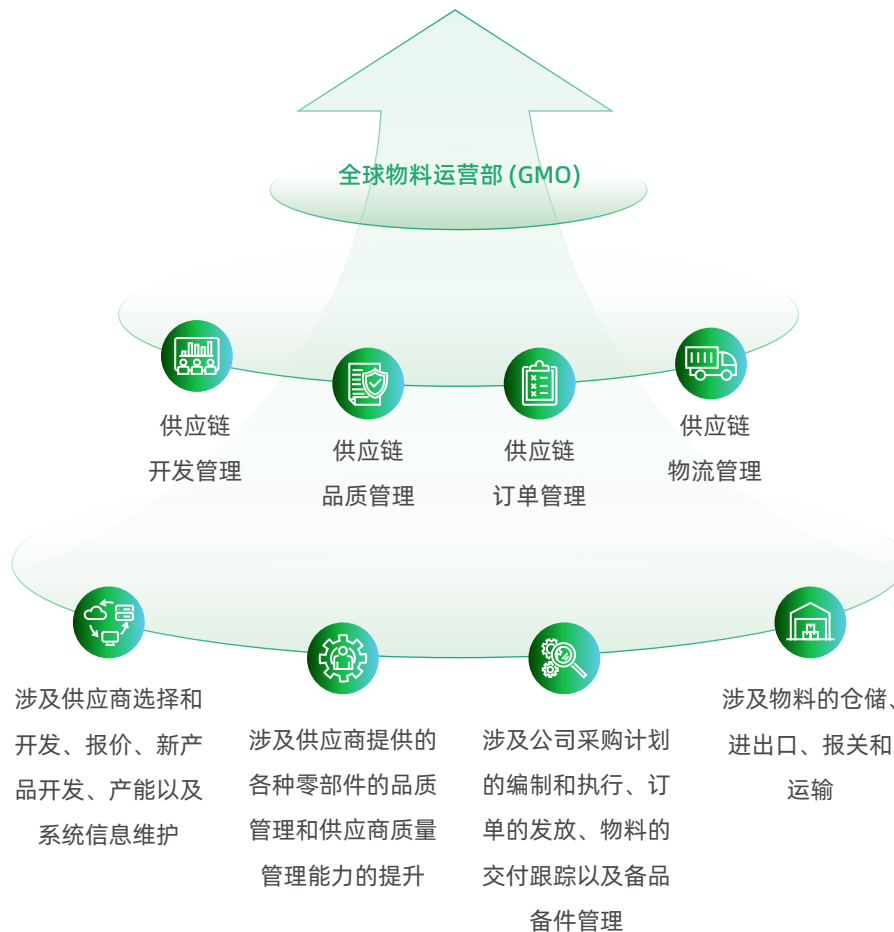 全球物料运营部 (GMO)
供应链
开发管理
供应链
品质管理
供应链
订单管理
供应链
物流管理
涉及供应商选择和
开发、报价、新产
品开发、产能以及
系统信息维护
涉及供应商提供的
各种零部件的品质
管理和供应商质量
管理能力的提升
涉及公司采购计划
的编制和执行、订
单的发放、物料的
交付跟踪以及备品
备件管理
涉及物料的仓储、
进出口、报关和
运输